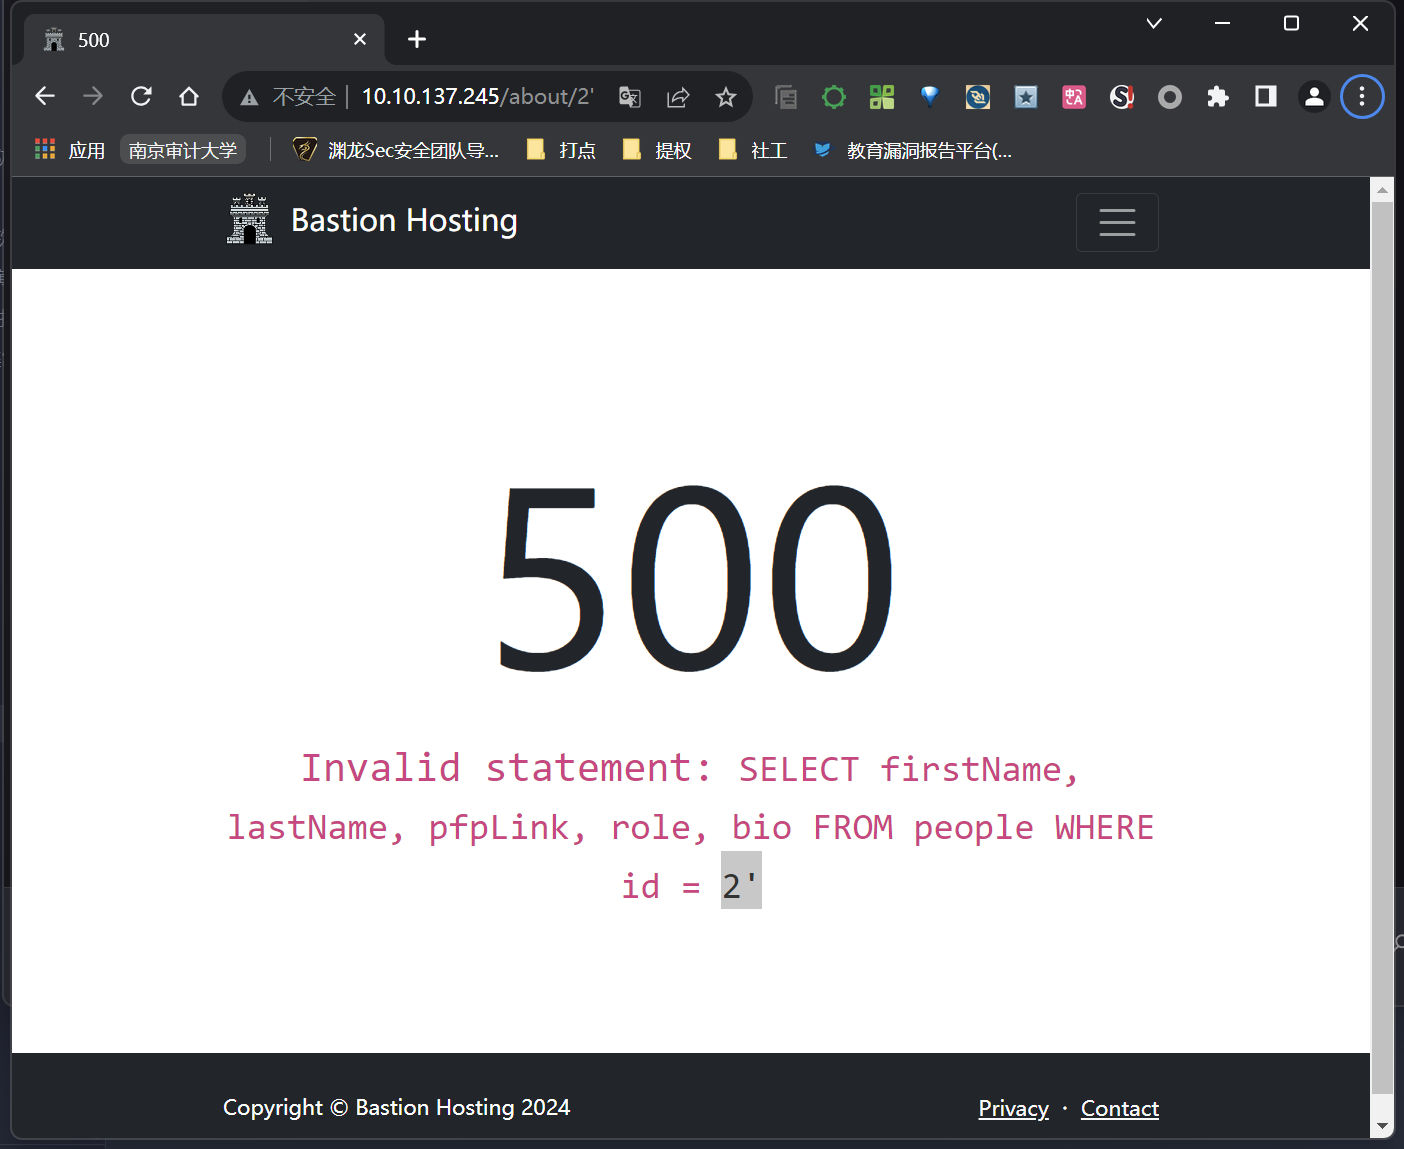 500
不安全 10.10.137.245/about/2'
应用 南京审计大学 渊龙Sec安全团队导... 打点 提权 社工 教育漏洞报告平台(...
Bastion Hosting
500
Invalid statement: SELECT firstName,
lastName, pfpLink, role, bio FROM people WHERE
id = 2'
Copyright © Bastion Hosting 2024 Privacy · Contact